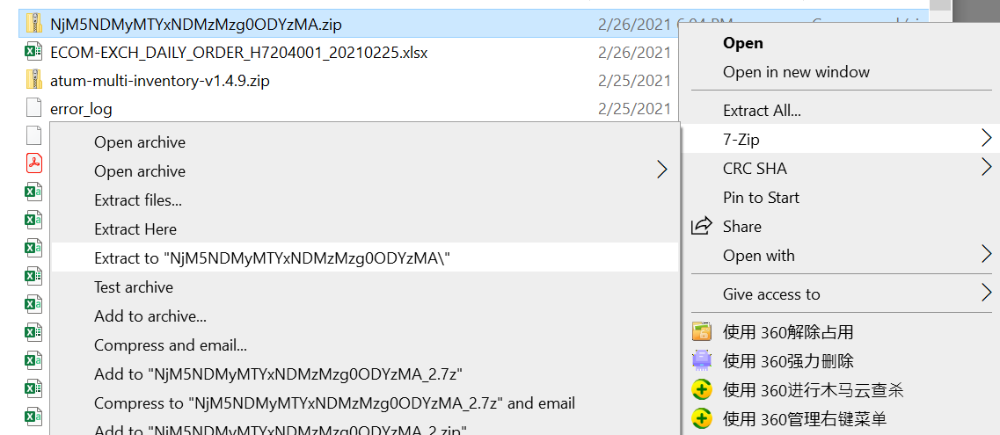 NjM5NDMyMTYxNDMzMzg0ODYzMA.zip 2/26/2021
ECOM-EXCH_DAILY_ORDER_H7204001_20210225.xlsx 2/26/2021
atum-multi-inventory-v1.4.9.zip 2/25/2021
error_log 2/25/2021
Open archive
Open archive
Extract files...
Extract Here
Extract to "NjM5NDMyMTYxNDMzMzg0ODYzMA\"
Test archive
Add to archive...
Compress and email...
Add to "NjM5NDMyMTYxNDMzMzg0ODYzMA_2.7z"
Compress to "NjM5NDMyMTYxNDMzMzg0ODYzMA_2.7z" and email
Add to "NjM5NDMyMTYxNDMzMzg0ODYzMA_2.zip"
Open
Open in new window
Extract All...
7-Zip
CRC SHA
Pin to Start
Share
Open with
Give access to
使用 360解除占用
使用 360强力删除
使用 360进行木马云查杀
使用 360管理右键菜单